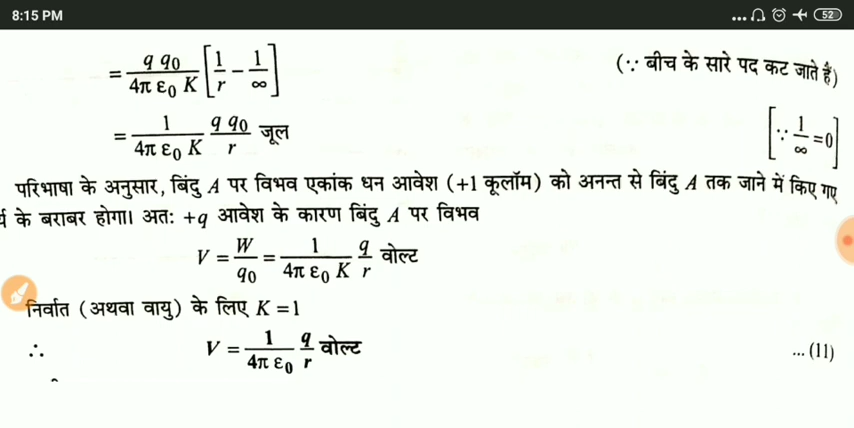 8:15 PM ... 52
= q q0 / 4π ε0 K [1/r − 1/∞] (∵ बीच के सारे पद कट जाते हैं)
= 1 / 4π ε0 K q q0 / r जूल [∵ 1/∞ = 0]
परिभाषा के अनुसार, बिंदु A पर विभव एकांक धन आवेश (+1 कूलॉम) को अनन्त से बिंदु A तक जाने में किए गए
र्य के बराबर होगा। अतः +q आवेश के कारण बिंदु A पर विभव
V = W/q0 = 1 / 4π ε0 K q/r वोल्ट
निर्वात (अथवा वायु) के लिए K = 1
∴ V = 1 / 4π ε0 q/r वोल्ट ... (11)